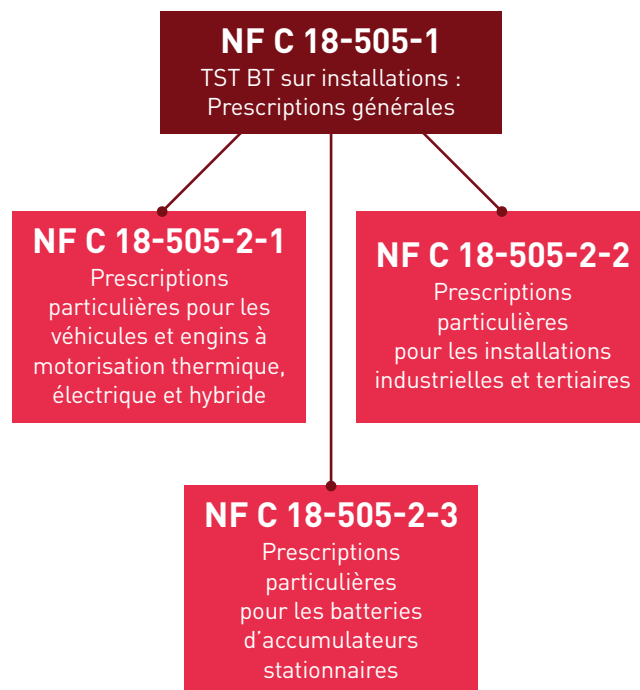 NF C 18-505-1
TST BT sur installations :
Prescriptions générales
NF C 18-505-2-1
Prescriptions
particulières pour les
véhicules et engins à
motorisation thermique,
électrique et hybride
NF C 18-505-2-2
Prescriptions
particulières
pour les installations
industrielles et tertiaires
NF C 18-505-2-3
Prescriptions
particulières
pour les batteries
d’accumulateurs
stationnaires